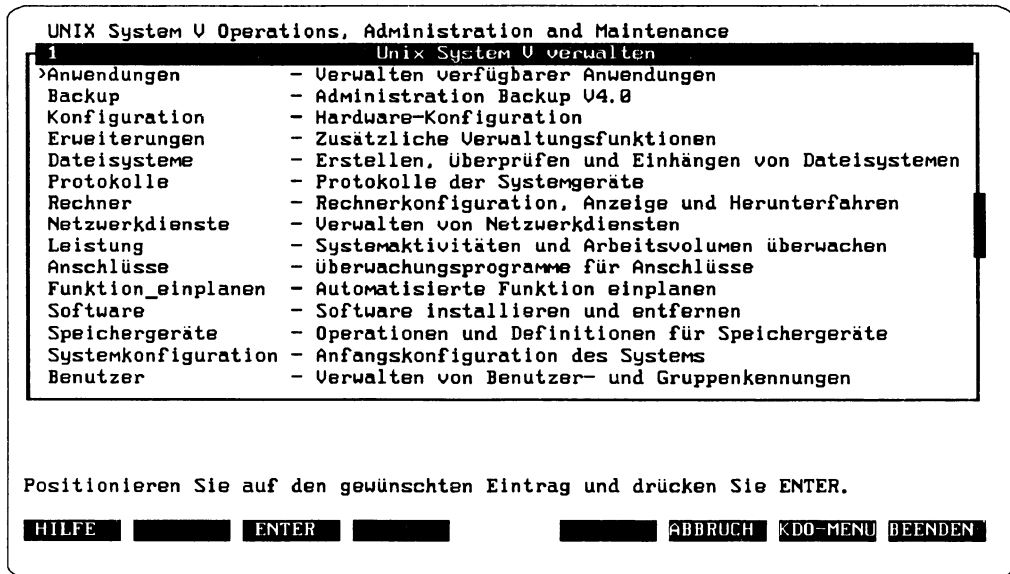 UNIX System V Operations, Administration and Maintenance
1 Unix System V verwalten
>Anwendungen - Verwalten verfügbarer Anwendungen
Backup - Administration Backup V4.0
Konfiguration - Hardware-Konfiguration
Erweiterungen - Zusätzliche Verwaltungsfunktionen
Dateisysteme - Erstellen, überprüfen und Einhängen von Dateisystemen
Protokolle - Protokolle der Systemgeräte
Rechner - Rechnerkonfiguration, Anzeige und Herunterfahren
Netzwerkdienste - Verwalten von Netzwerkdiensten
Leistung - Systemaktivitäten und Arbeitsvolumen überwachen
Anschlüsse - überwachungsprogramme für Anschlüsse
Funktion_einplanen - Automatisierte Funktion einplanen
Software - Software installieren und entfernen
Speichergeräte - Operationen und Definitionen für Speichergeräte
Systemkonfiguration - Anfangskonfiguration des Systems
Benutzer - Verwalten von Benutzer- und Gruppenkennungen
Positionieren Sie auf den gewünschten Eintrag und drücken Sie ENTER.
HILFE ENTER ABBRUCH KDO-MENU BEENDEN